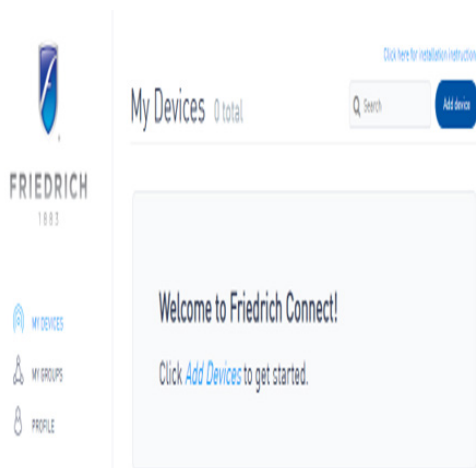 Click here for installation instruction
My Devices 0 total
Search
Add device
FRIEDRICH
1883
MY DEVICES
MY GROUPS
PROFILE
Welcome to Friedrich Connect!
Click Add Devices to get started.